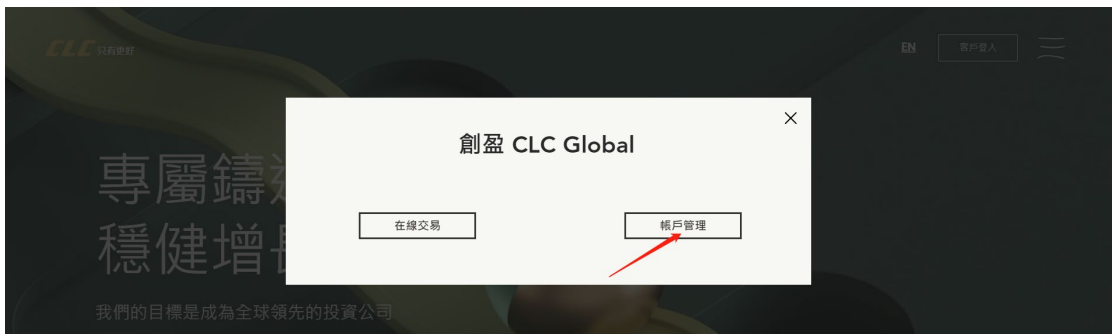 CLC 只有更好
EN
客戶登入
創盈 CLC Global
在線交易
帳戶管理
專屬鑄造
穩健增長
我們的目標是成為全球領先的投資公司